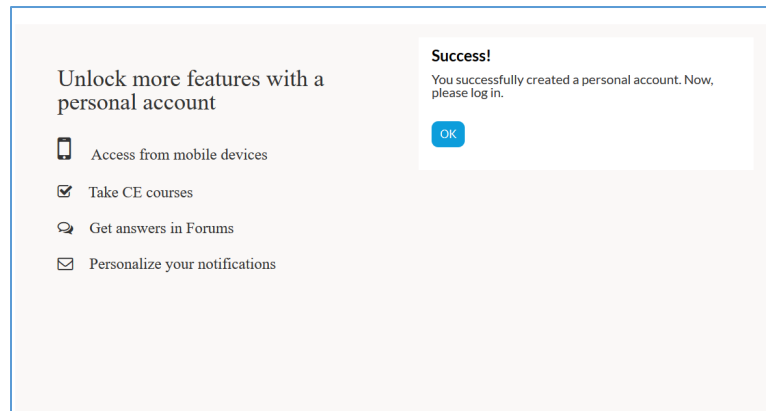 Unlock more features with a
personal account
Access from mobile devices
Take CE courses
Get answers in Forums
Personalize your notifications
Success!
You successfully created a personal account. Now,
please log in.
OK